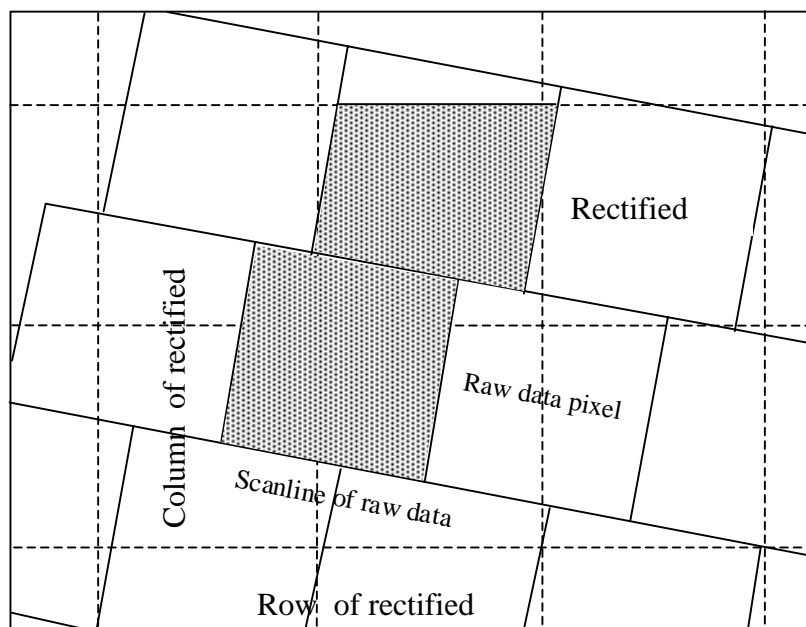 Rectified
Column of rectified
Raw data pixel
Scanline of raw data
Row of rectified